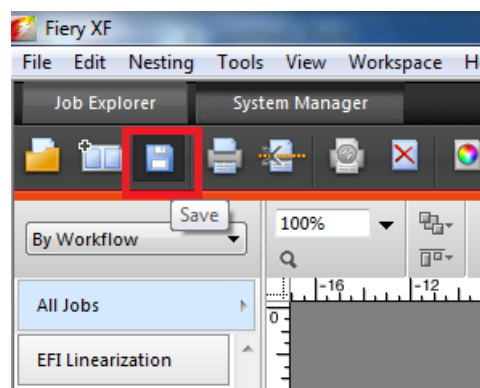 Fiery XF
File Edit Nesting Tools View Workspace H
Job Explorer System Manager
Save
By Workflow
100%
-16 -12
All Jobs
0
EFI Linearization